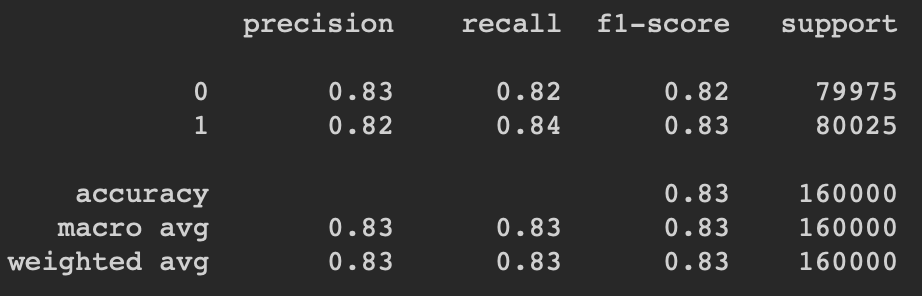 precision recall f1-score support
0 0.83 0.82 0.82 79975
1 0.82 0.84 0.83 80025
accuracy 0.83 160000
macro avg 0.83 0.83 0.83 160000
weighted avg 0.83 0.83 0.83 160000